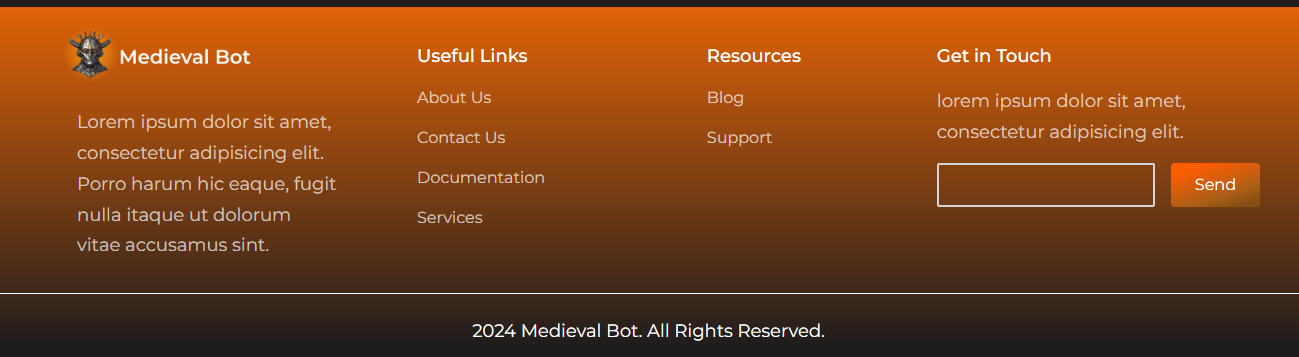 Medieval Bot
Lorem ipsum dolor sit amet,
consectetur adipisicing elit.
Porro harum hic eaque, fugit
nulla itaque ut dolorum
vitae accusamus sint.
Useful Links
About Us
Contact Us
Documentation
Services
Resources
Blog
Support
Get in Touch
lorem ipsum dolor sit amet,
consectetur adipisicing elit.
Send
2024 Medieval Bot. All Rights Reserved.